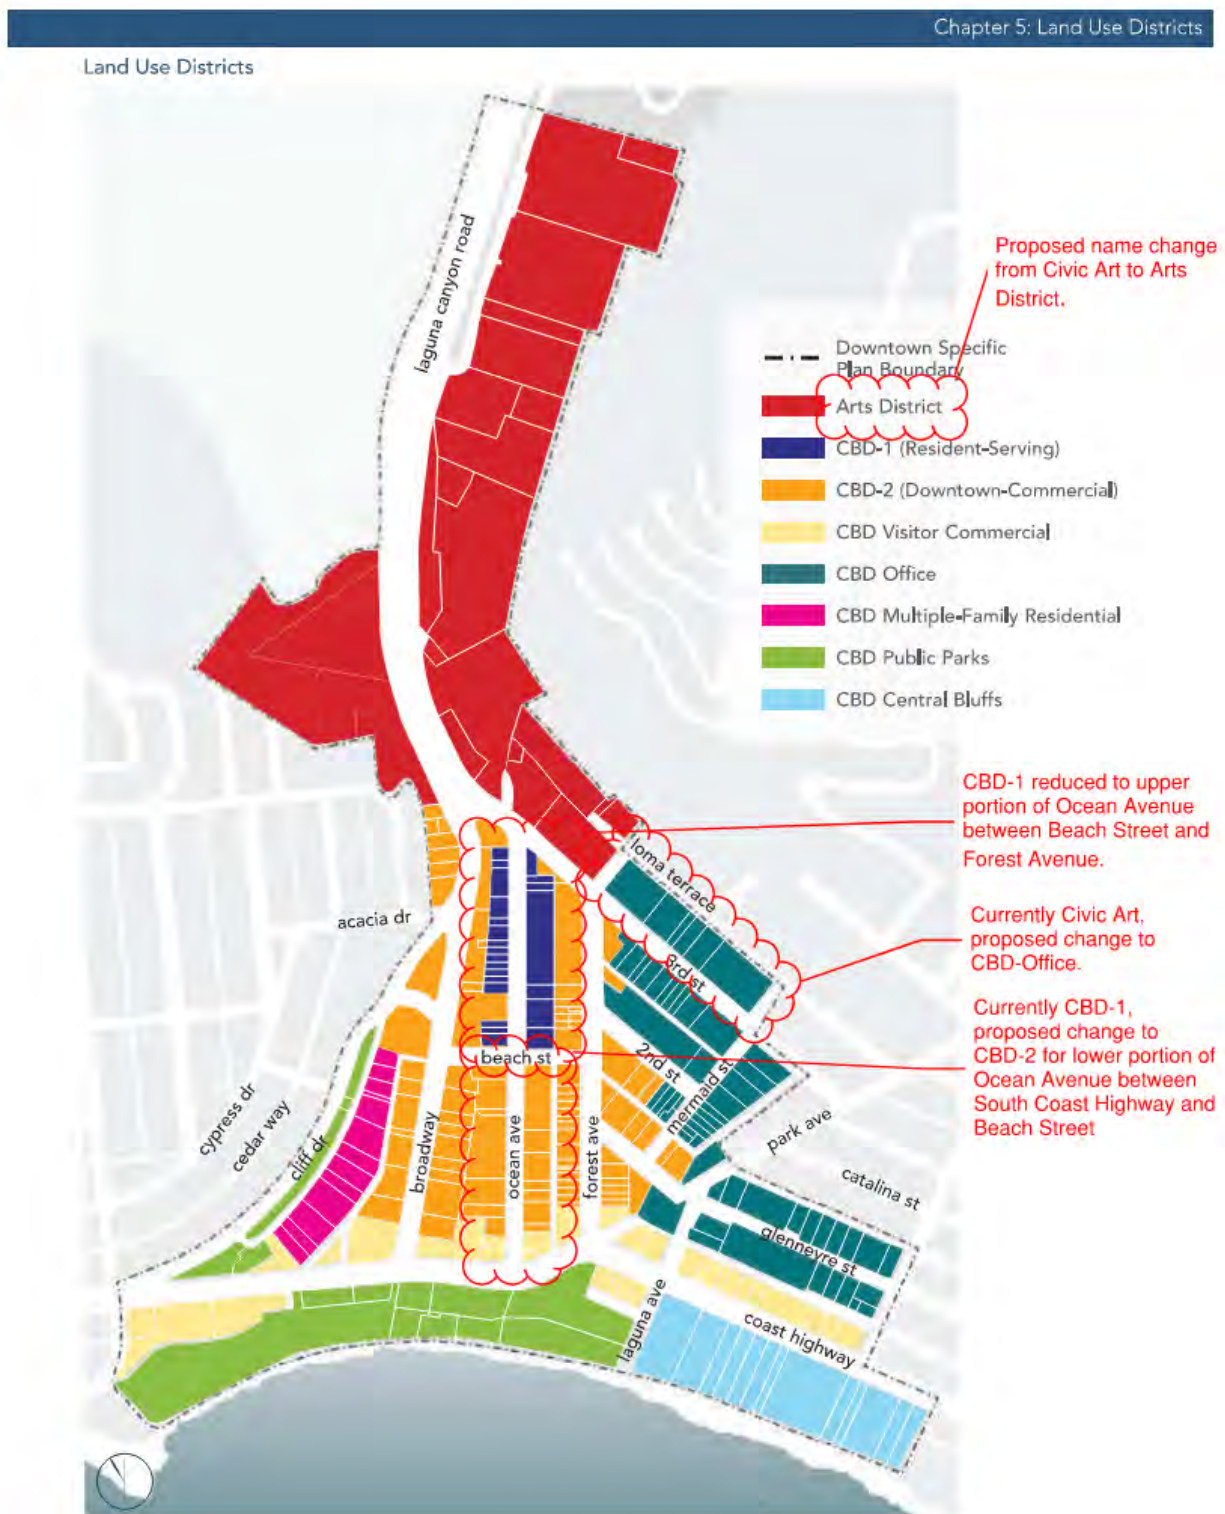 Chapter 5: Land Use Districts
Land Use Districts
laguna canyon road
Proposed name change
from Civic Art to Arts
District.
Downtown Specific
Plan Boundary
Arts District
CBD-1 (Resident-Serving)
CBD-2 (Downtown-Commercial)
CBD Visitor Commercial
CBD Office
CBD Multiple-Family Residential
CBD Public Parks
CBD Central Bluffs
CBD-1 reduced to upper
portion of Ocean Avenue
between Beach Street and
Forest Avenue.
loma terrace
acacia dr
Currently Civic Art,
proposed change to
CBD-Office.
3rd st
Currently CBD-1,
proposed change to
CBD-2 for lower portion of
Ocean Avenue between
South Coast Highway and
Beach Street
beach st
2nd st
mermaid st
cypress dr
cedar way
cliff dr
broadway
ocean ave
forest ave
park ave
catalina st
glenneyre st
laguna ave
coast highway